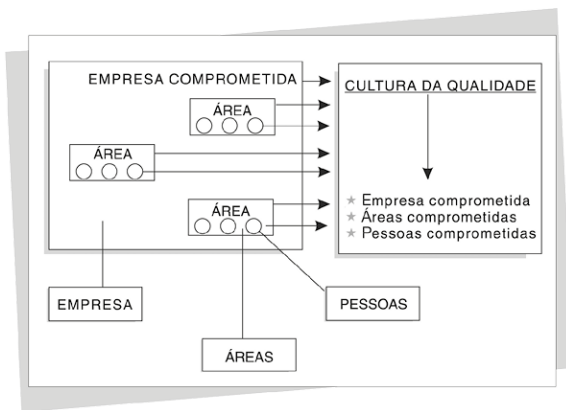 EMPRESA COMPROMETIDA
ÁREA
ÁREA
ÁREA
CULTURA DA QUALIDADE
★ Empresa comprometida
★ Áreas comprometidas
★ Pessoas comprometidas
EMPRESA
PESSOAS
ÁREAS